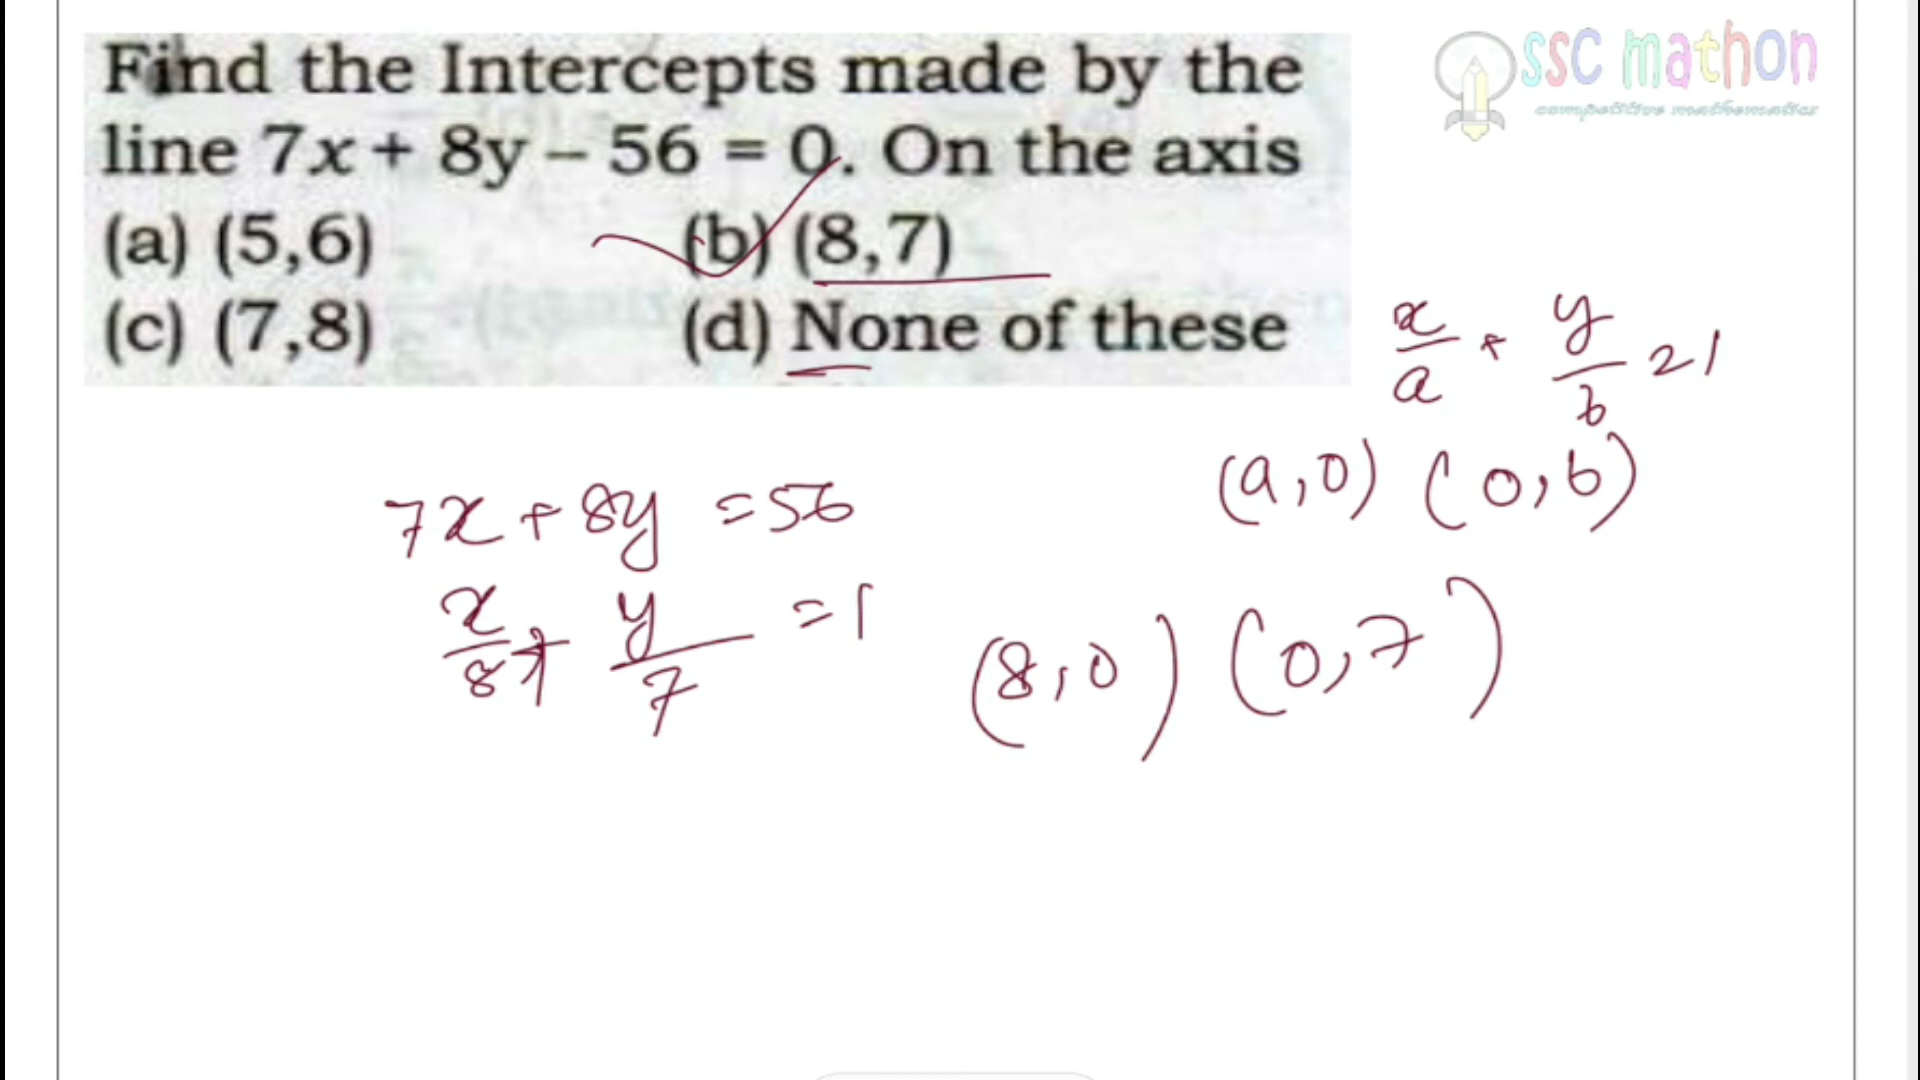 Find the Intercepts made by the
line 7x + 8y – 56 = 0. On the axis
(a) (5,6) (b) (8,7)
(c) (7,8) (d) None of these
SSC mathon
competitive mathematics
x/a + y/b = 1
(a,0) (0,b)
7x + 8y = 56
x/8 + y/7 = 1
(8,0) (0,7)